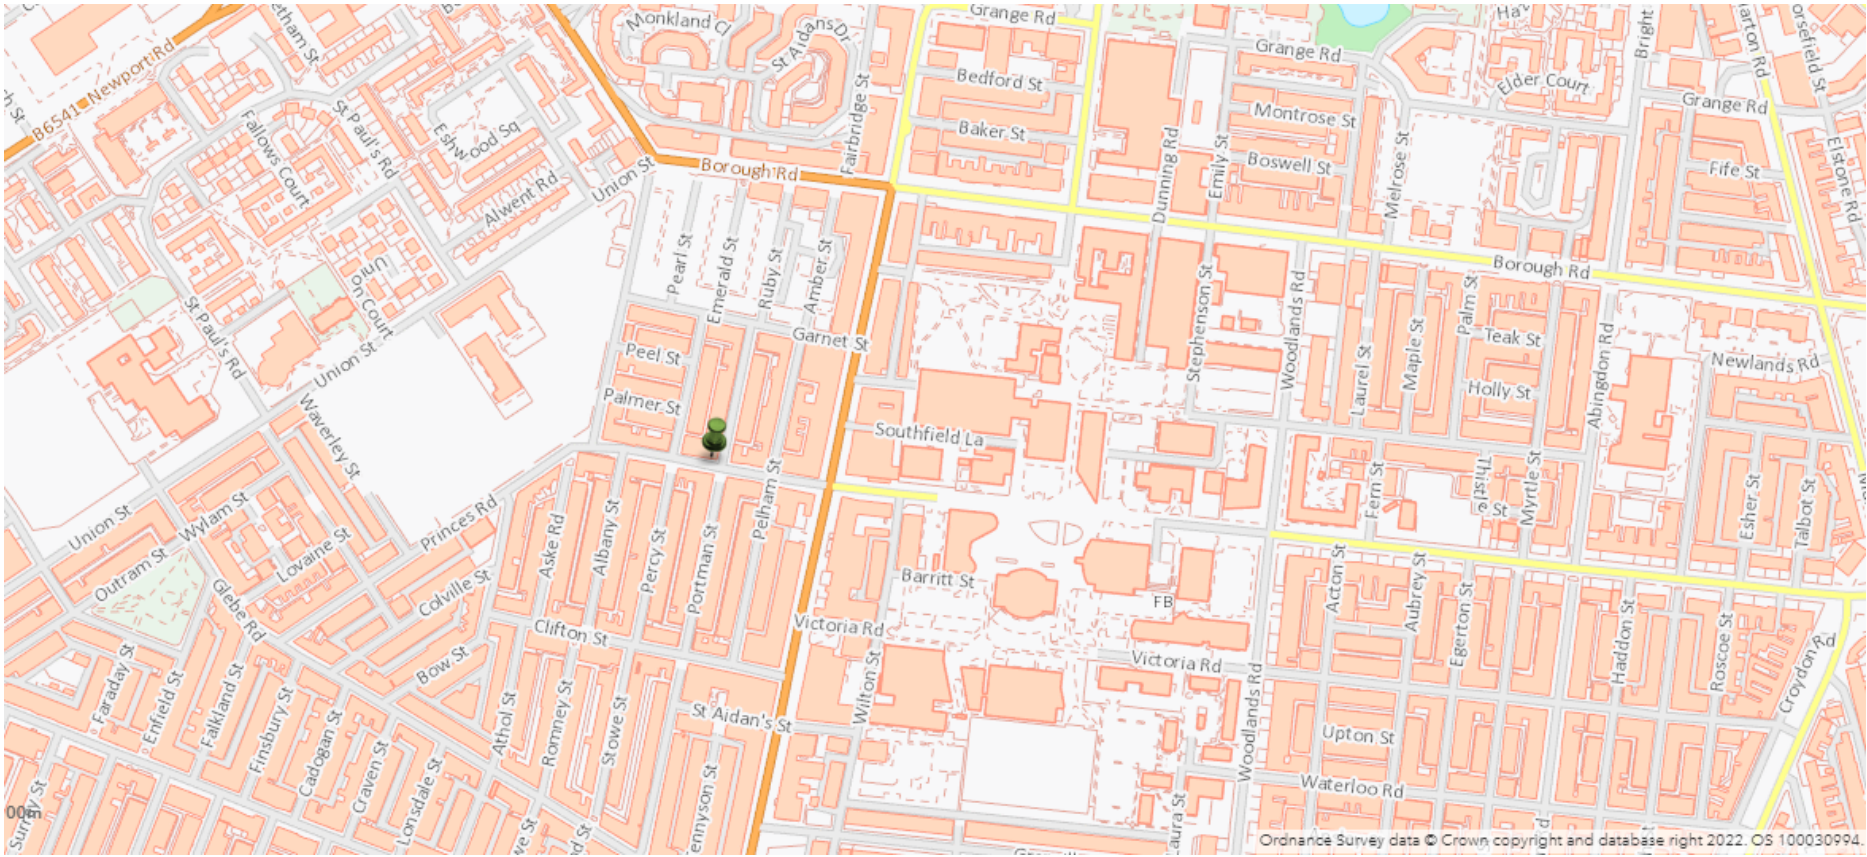 Grange Rd
Monkland Cl
St Aidans Dr
Newport Rd
B6541
Grange Rd
Bedford St
Elder Court
Grange Rd
Montrose St
Baker St
Fairbridge St
St Paul's Rd
Eshwood Sq
Fallows Court
Boswell St
Emily St
Dunning Rd
Melrose St
Fife St
Elstone Rd
Borough Rd
Union St
Alwent Rd
Pearl St
Emerald St
Ruby St
Amber St
Borough Rd
Union Court
St Paul's Rd
Stephenson St
Woodlands Rd
Palm St
Teak St
Maple St
Laurel St
Abingdon Rd
Newlands Rd
Garnet St
Peel St
Union St
Holly St
Palmer St
Waverley St
Southfield La
Pelham St
Fern St
Thistle St
Myrtle St
Esher St
Talbot St
Union St
Wylam St
Princes Rd
Aske Rd
Albany St
Percy St
Portman St
Lovaine St
Outram St
Colville St
Glebe Rd
Barritt St
FB
Acton St
Aubrey St
Egerton St
Haddon St
Roscoe St
Croydon Rd
Victoria Rd
Clifton St
Victoria Rd
Bow St
Faraday St
Enfield St
Falkland St
Finsbury St
Cadogan St
Craven St
Lonsdale St
Athol St
Romney St
Stowe St
St Aidan's St
Wilton St
Woodlands Rd
Upton St
Waterloo Rd
Laura St
Surrey St
00m
Ordnance Survey data © Crown copyright and database right 2022. OS 100030994.